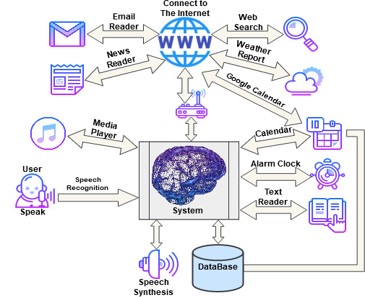 Connect to
The Internet
Email
Reader
Web
Search
WWW
News
Reader
Weather
Report
Google Calendar
Media
Player
10
Calendar
User
Speech
Recognition
Speak
System
Alarm Clock
Text
Reader
Speech
Synthesis
DataBase